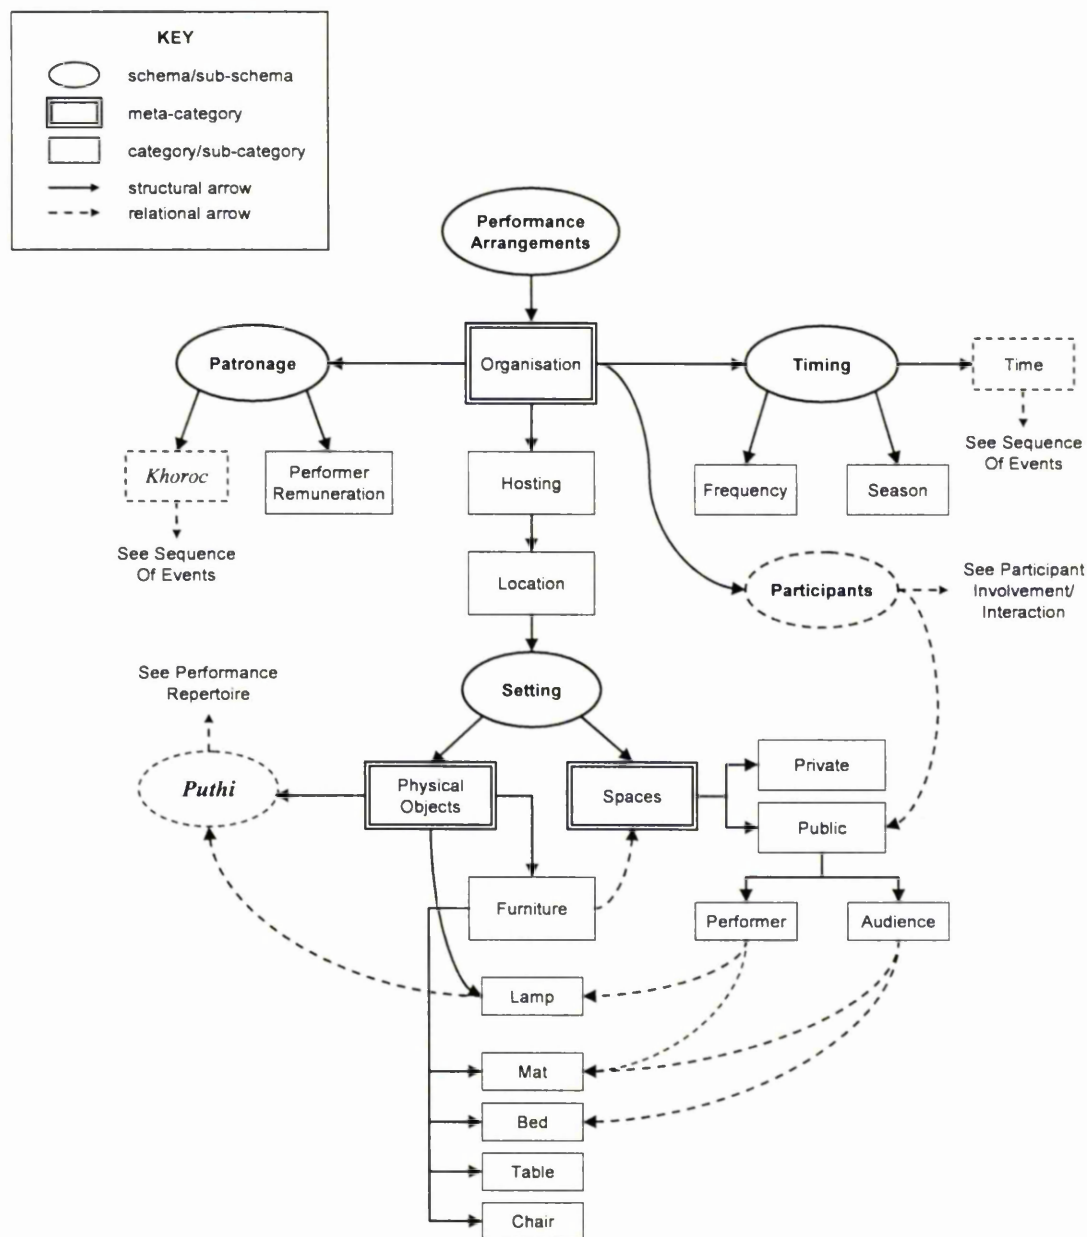 KEY
schema/sub-schema
meta-category
category/sub-category
structural arrow
relational arrow
Performance
Arrangements
Patronage
Organisation
Timing
Time
See Sequence
Of Events
Khoroc
Performer
Remuneration
Hosting
Frequency
Season
See Sequence
Of Events
Location
Participants
See Participant
Involvement/
Interaction
See Performance
Repertoire
Setting
Puthi
Physical
Objects
Spaces
Private
Public
Furniture
Performer
Audience
Lamp
Mat
Bed
Table
Chair